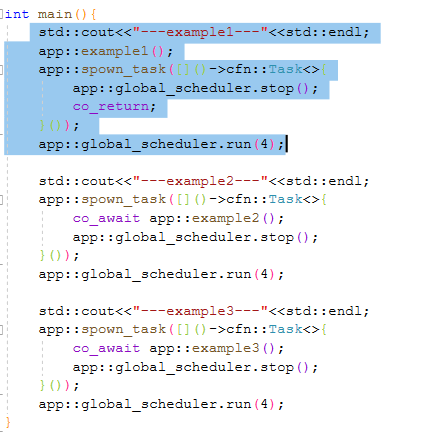 int main(){
    std::cout<<"---example1---"<<std::endl;
    app::example1();
    app::spown_task([]()->cfn::Task<>{
        app::global_scheduler.stop();
        co_return;
    }());
    app::global_scheduler.run(4);

    std::cout<<"---example2---"<<std::endl;
    app::spown_task([]()->cfn::Task<>{
        co_await app::example2();
        app::global_scheduler.stop();
    }());
    app::global_scheduler.run(4);

    std::cout<<"---example3---"<<std::endl;
    app::spown_task([]()->cfn::Task<>{
        co_await app::example3();
        app::global_scheduler.stop();
    }());
    app::global_scheduler.run(4);
}